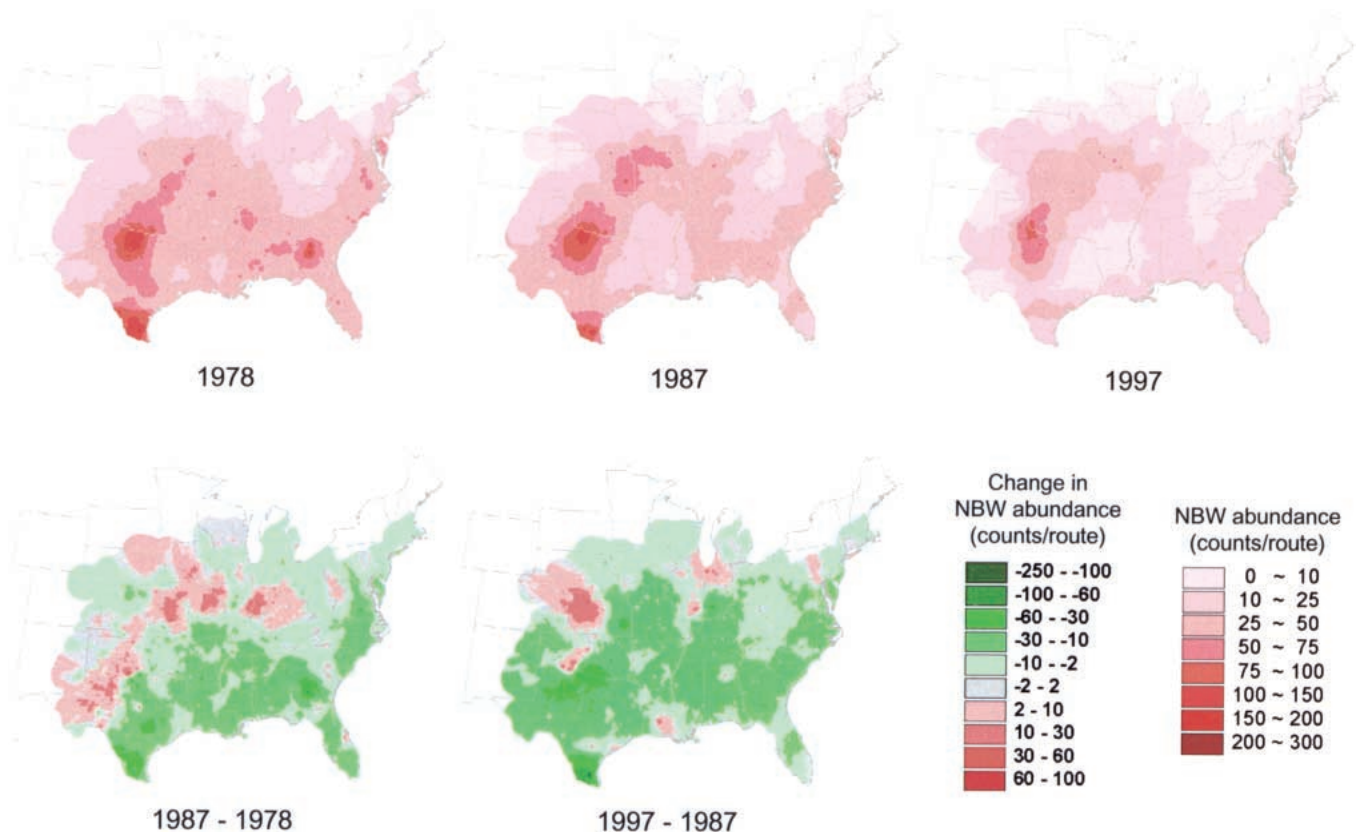 1978
1987
1997
1987 - 1978
1997 - 1987
Change in
NBW abundance
(counts/route)
-250 - -100
-100 - -60
-60 - -30
-30 - -10
-10 - -2
-2 - 2
2 - 10
10 - 30
30 - 60
60 - 100
NBW abundance
(counts/route)
0 ~ 10
10 ~ 25
25 ~ 50
50 ~ 75
75 ~ 100
100 ~ 150
150 ~ 200
200 ~ 300